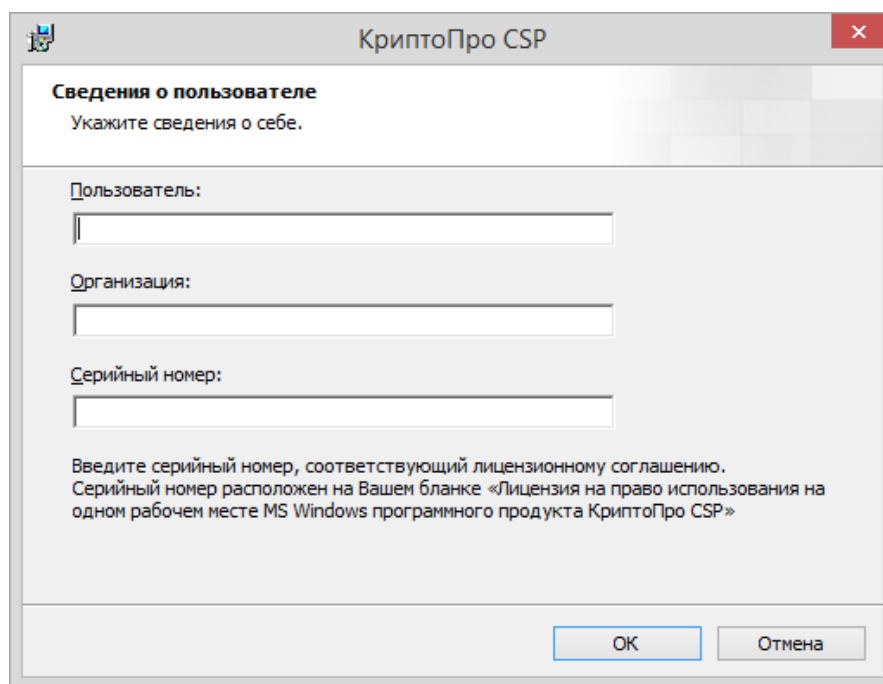 КриптоПро CSP
Сведения о пользователе
Укажите сведения о себе.
Пользователь:
Организация:
Серийный номер:
Введите серийный номер, соответствующий лицензионному соглашению.
Серийный номер расположен на Вашем бланке «Лицензия на право использования на
одном рабочем месте MS Windows программного продукта КриптоПро CSP»
ОК
Отмена